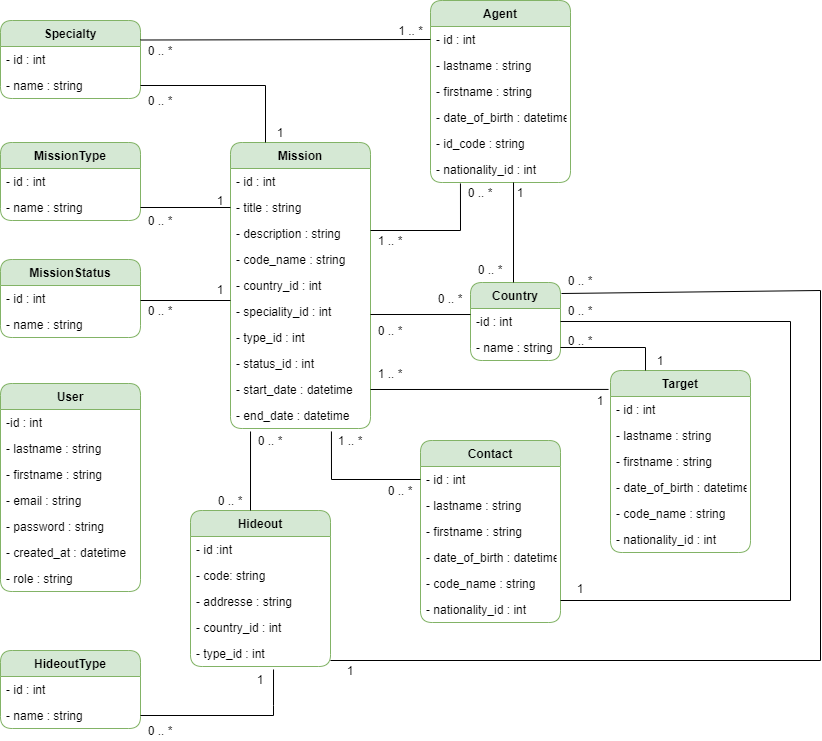 Specialty
- id : int
- name : string
0 .. *
0 .. *
1 .. *
1
Agent
- id : int
- lastname : string
- firstname : string
- date_of_birth : datetime
- id_code : string
- nationality_id : int
0 .. *
1
MissionType
- id : int
- name : string
0 .. *
1
MissionStatus
- id : int
- name : string
0 .. *
1
Mission
- id : int
- title : string
- description : string
- code_name : string
- country_id : int
- speciality_id : int
- type_id : int
- status_id : int
- start_date : datetime
- end_date : datetime
1 .. *
0 .. *
0 .. *
0 .. *
1 .. *
0 .. *
1 .. *
Country
-id : int
- name : string
0 .. *
0 .. *
0 .. *
0 .. *
1
1
Target
- id : int
- lastname : string
- firstname : string
- date_of_birth : datetime
- code_name : string
- nationality_id : int
User
-id : int
- lastname : string
- firstname : string
- email : string
- password : string
- created_at : datetime
- role : string
Contact
- id : int
- lastname : string
- firstname : string
- date_of_birth : datetime
- code_name : string
- nationality_id : int
0 .. *
1
Hideout
- id :int
- code: string
- addresse : string
- country_id : int
- type_id : int
1
1
HideoutType
- id : int
- name : string
0 .. *